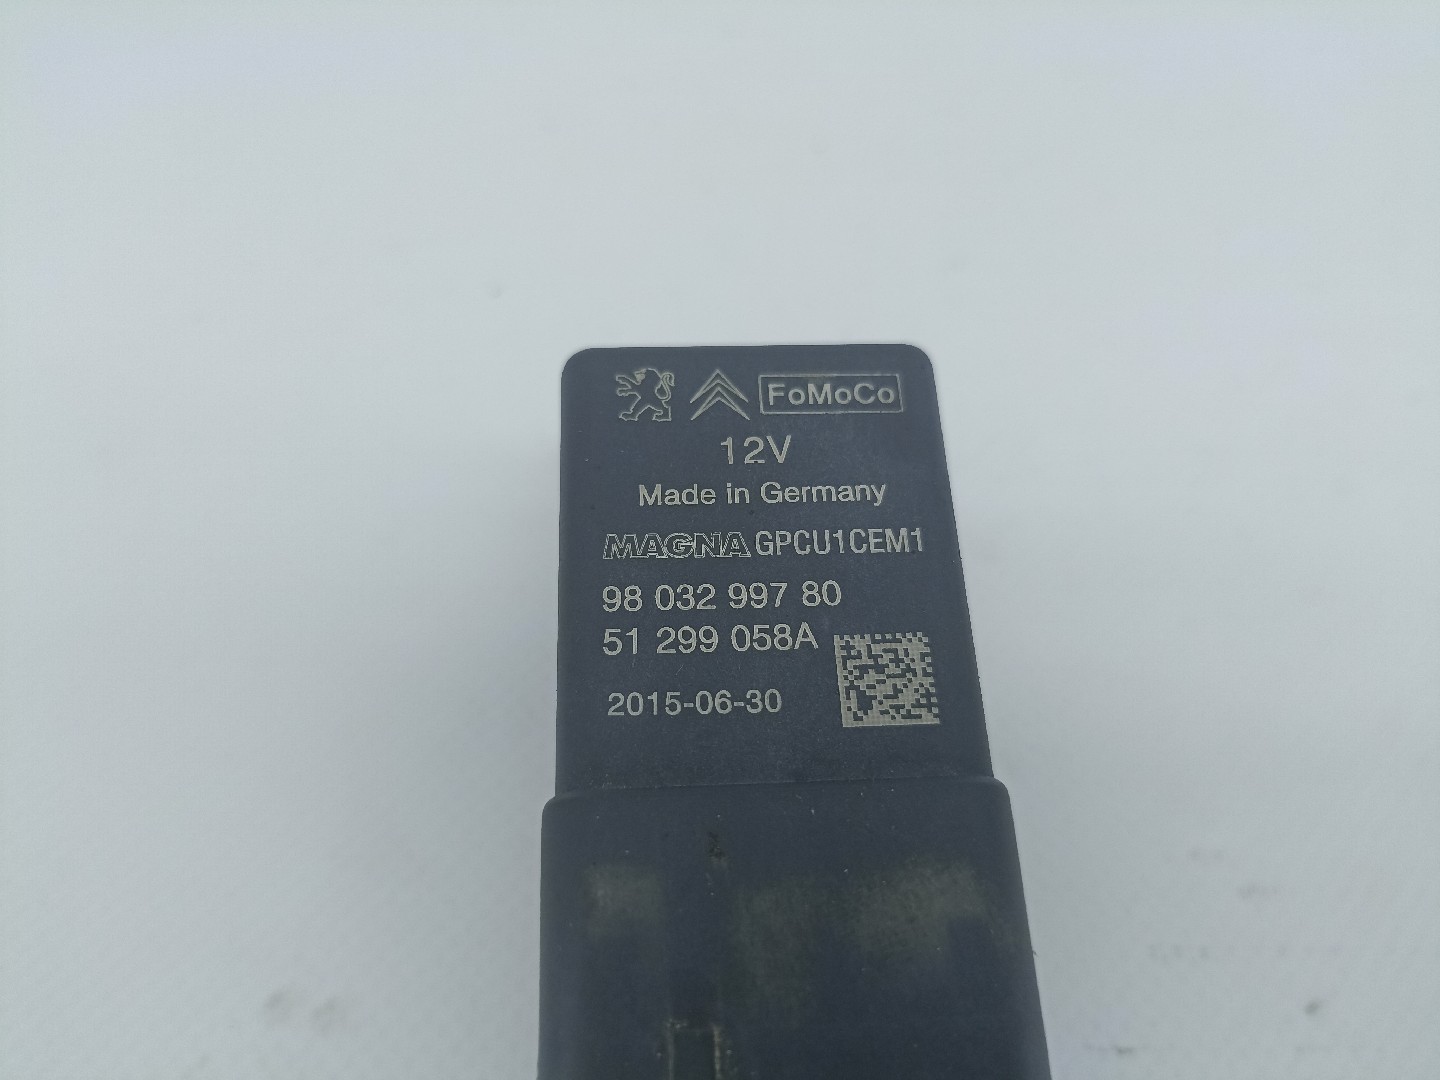 FoMoCo
12V
Made in Germany
MAGNA GPCU1CEM1
98 032 997 80
51 299 058A
2015-06-30